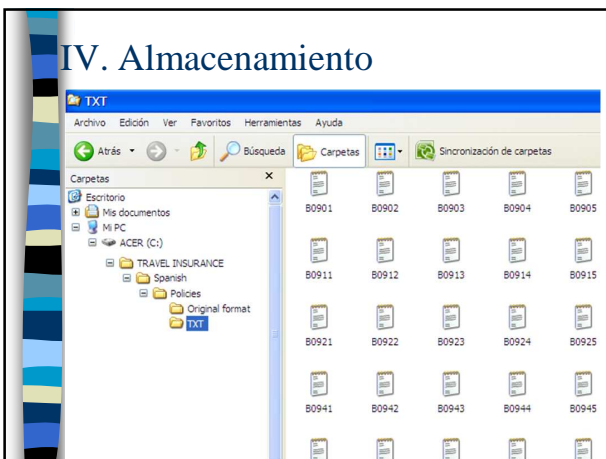 IV. Almacenamiento
TXT
Archivo Edición Ver Favoritos Herramientas Ayuda
Atrás Búsqueda Carpetas Sincronización de carpetas
Carpetas
Escritorio
Mis documentos
Mi PC
ACER (C:)
TRAVEL INSURANCE
Spanish
Policies
Original format
TXT
B0901 B0902 B0903 B0904 B0905
B0911 B0912 B0913 B0914 B0915
B0921 B0922 B0923 B0924 B0925
B0941 B0942 B0943 B0944 B0945